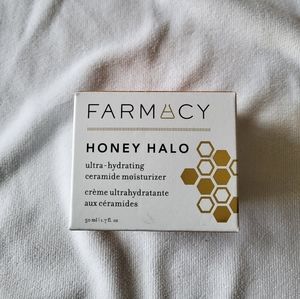 FARMACY
HONEY HALO
ultra-hydrating
ceramide moisturizer
crème ultrahydratante
aux céramides
50 ml | 1.7 fl. oz